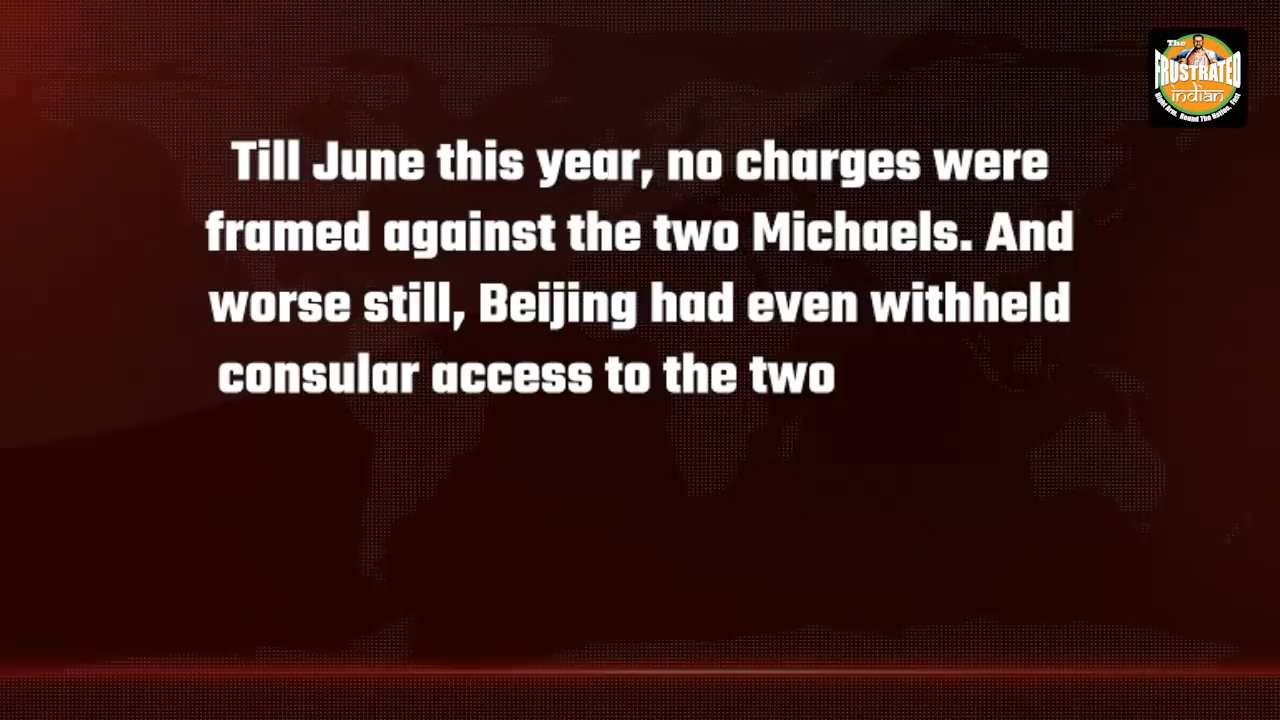 The
FRUSTRATED
indian
Till June this year, no charges were
framed against the two Michaels. And
worse still, Beijing had even withheld
consular access to the two